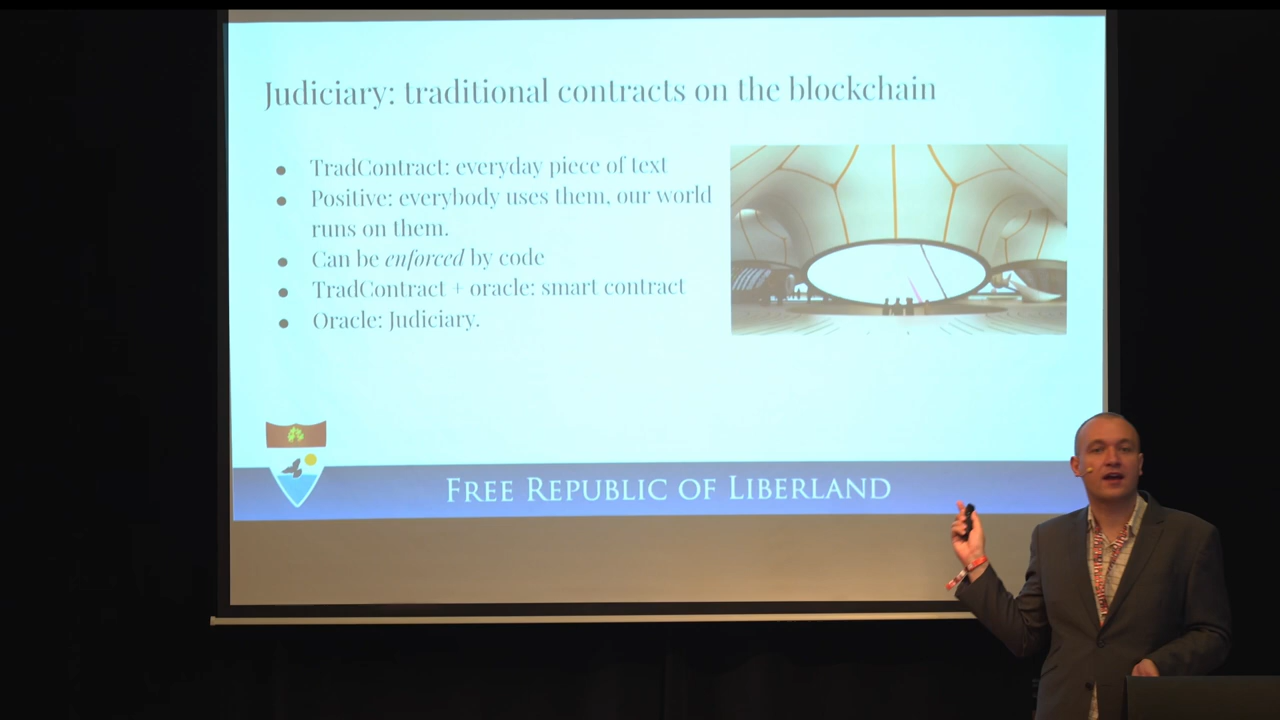 Judiciary: traditional contracts on the blockchain
● TradContract: everyday piece of text
● Positive: everybody uses them, our world
runs on them.
● Can be enforced by code
● TradContract + oracle: smart contract
● Oracle: Judiciary.
FREE REPUBLIC OF LIBERLAND